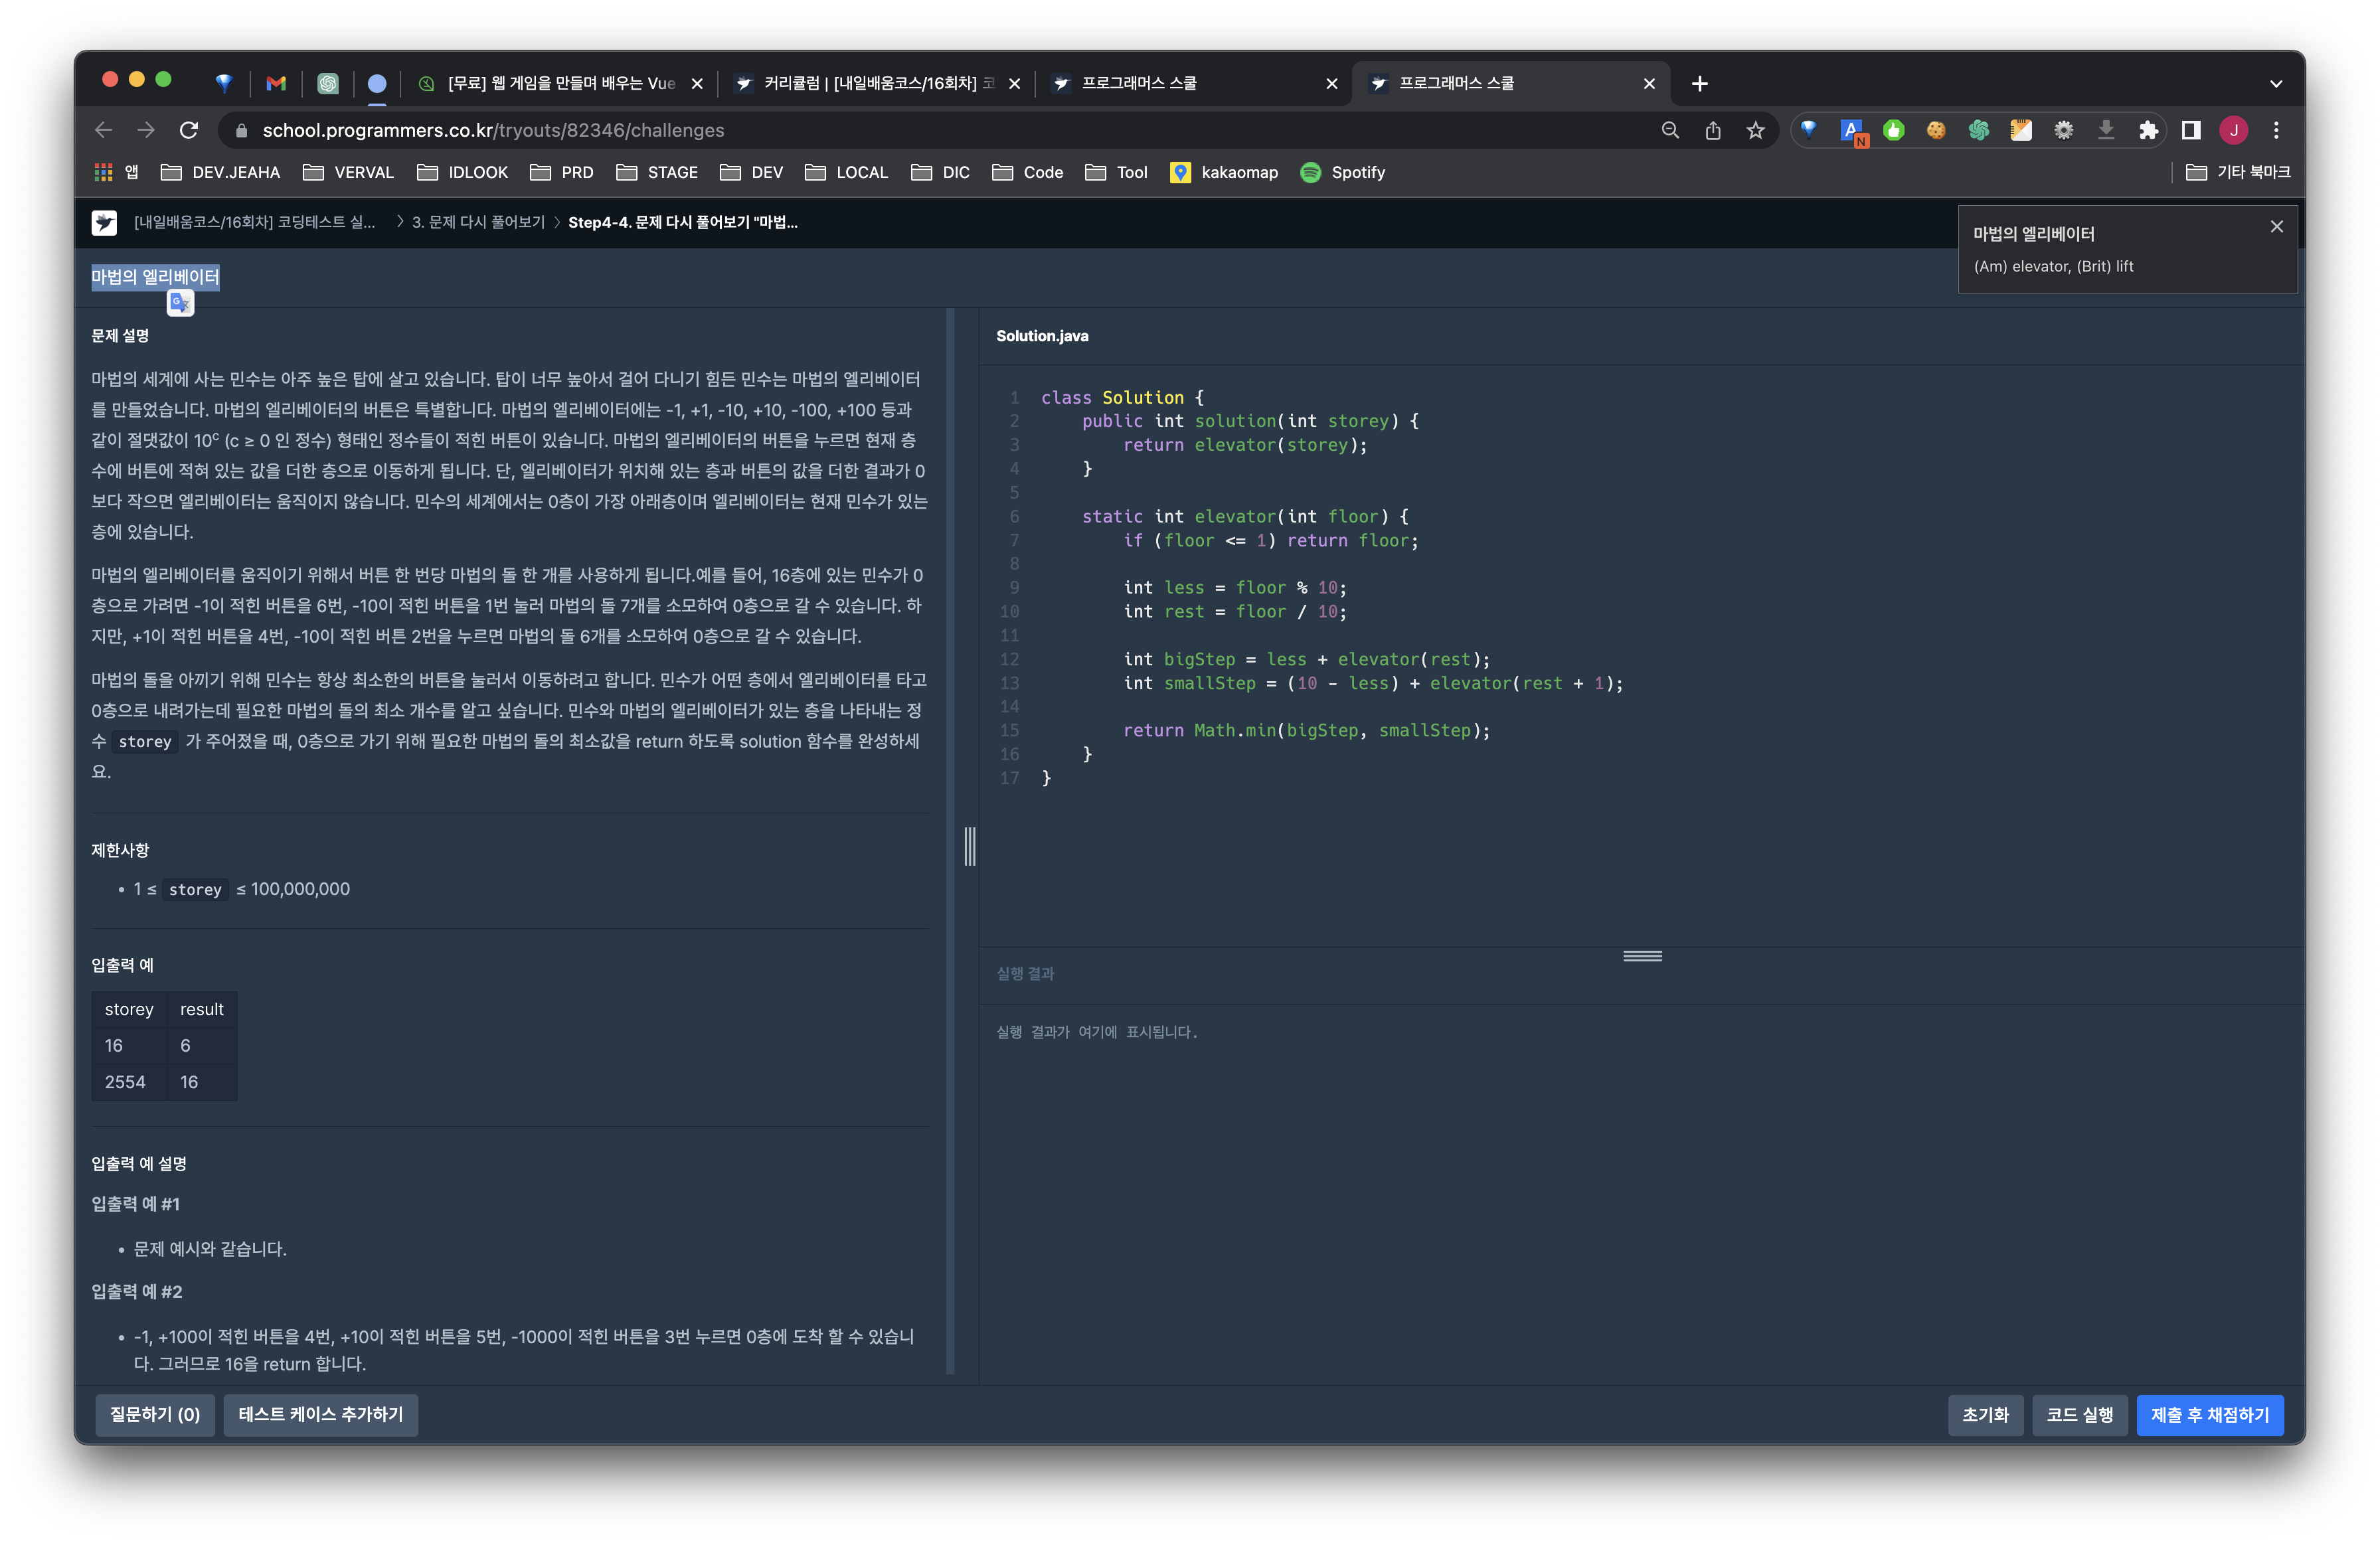 [무료] 웹 게임을 만들며 배우는 Vue
커리큘럼 | [내일배움코스/16회차] 코
프로그래머스 스쿨
프로그래머스 스쿨
school.programmers.co.kr/tryouts/82346/challenges
A
N
J
앱
DEV.JEAHA
VERVAL
IDLOOK
PRD
STAGE
DEV
LOCAL
DIC
Code
Tool
kakaomap
Spotify
기타 북마크
[내일배움코스/16회차] 코딩테스트 실...
3. 문제 다시 풀어보기
Step4-4. 문제 다시 풀어보기 "마법...
마법의 엘리베이터
(Am) elevator, (Brit) lift
마법의 엘리베이터
G
문제 설명
마법의 세계에 사는 민수는 아주 높은 탑에 살고 있습니다. 탑이 너무 높아서 걸어 다니기 힘든 민수는 마법의 엘리베이터
를 만들었습니다. 마법의 엘리베이터의 버튼은 특별합니다. 마법의 엘리베이터에는 -1, +1, -10, +10, -100, +100 등과
같이 절댓값이 10ᶜ (c ≥ 0 인 정수) 형태인 정수들이 적힌 버튼이 있습니다. 마법의 엘리베이터의 버튼을 누르면 현재 층
수에 버튼에 적혀 있는 값을 더한 층으로 이동하게 됩니다. 단, 엘리베이터가 위치해 있는 층과 버튼의 값을 더한 결과가 0
보다 작으면 엘리베이터는 움직이지 않습니다. 민수의 세계에서는 0층이 가장 아래층이며 엘리베이터는 현재 민수가 있는
층에 있습니다.
마법의 엘리베이터를 움직이기 위해서 버튼 한 번당 마법의 돌 한 개를 사용하게 됩니다.예를 들어, 16층에 있는 민수가 0
층으로 가려면 -1이 적힌 버튼을 6번, -10이 적힌 버튼을 1번 눌러 마법의 돌 7개를 소모하여 0층으로 갈 수 있습니다. 하
지만, +1이 적힌 버튼을 4번, -10이 적힌 버튼 2번을 누르면 마법의 돌 6개를 소모하여 0층으로 갈 수 있습니다.
마법의 돌을 아끼기 위해 민수는 항상 최소한의 버튼을 눌러서 이동하려고 합니다. 민수가 어떤 층에서 엘리베이터를 타고
0층으로 내려가는데 필요한 마법의 돌의 최소 개수를 알고 싶습니다. 민수와 마법의 엘리베이터가 있는 층을 나타내는 정
수 storey 가 주어졌을 때, 0층으로 가기 위해 필요한 마법의 돌의 최소값을 return 하도록 solution 함수를 완성하세
요.
제한사항
• 1 ≤ storey ≤ 100,000,000
입출력 예
storey result
16 6
2554 16
입출력 예 설명
입출력 예 #1
• 문제 예시와 같습니다.
입출력 예 #2
• -1, +100이 적힌 버튼을 4번, +10이 적힌 버튼을 5번, -1000이 적힌 버튼을 3번 누르면 0층에 도착 할 수 있습니
다. 그러므로 16을 return 합니다.
Solution.java
1 class Solution {
2     public int solution(int storey) {
3         return elevator(storey);
4     }
5
6     static int elevator(int floor) {
7         if (floor <= 1) return floor;
8
9         int less = floor % 10;
10         int rest = floor / 10;
11
12         int bigStep = less + elevator(rest);
13         int smallStep = (10 - less) + elevator(rest + 1);
14
15         return Math.min(bigStep, smallStep);
16     }
17 }
실행 결과
실행 결과가 여기에 표시됩니다.
질문하기 (0)
테스트 케이스 추가하기
초기화
코드 실행
제출 후 채점하기